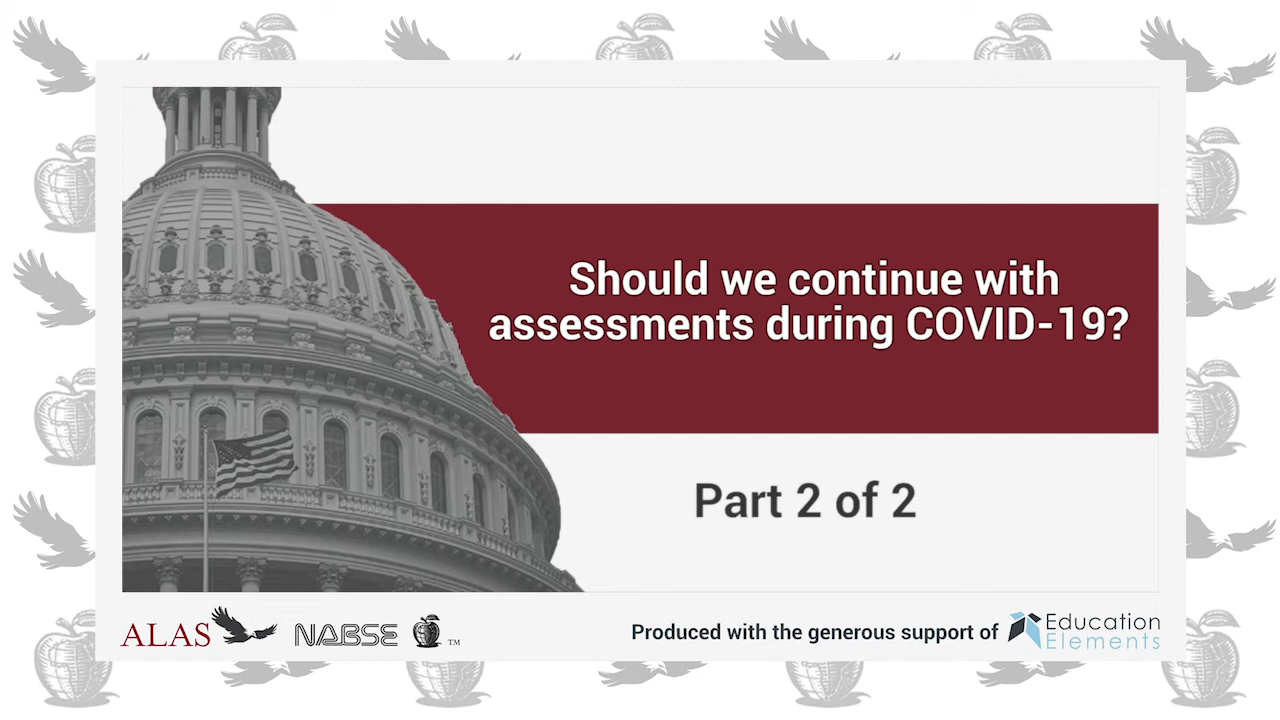 Should we continue with
assessments during COVID-19?
Part 2 of 2
ALAS
NABSE
TM
Produced with the generous support of
Education
Elements